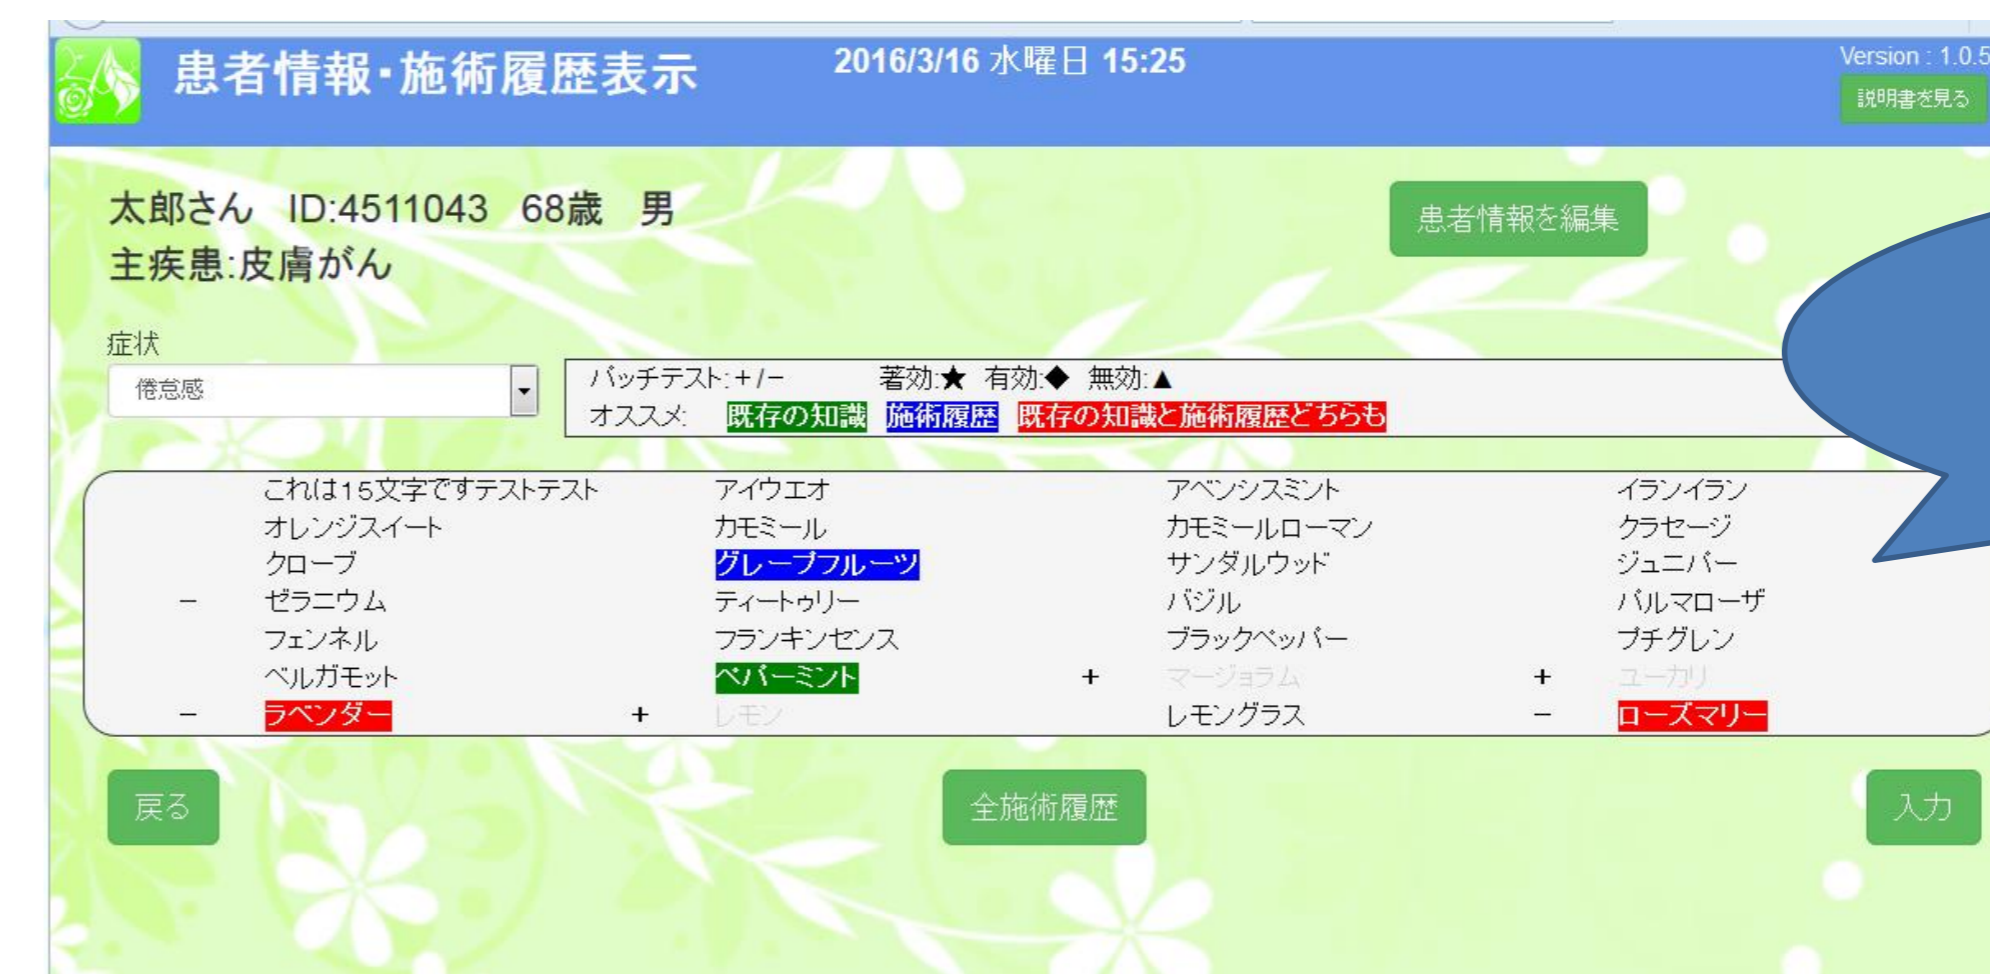 患者情報・施術履歴表示 2016/3/16 水曜日 15:25 Version : 1.0.5
説明書を見る
太郎さん ID:4511043 68歳 男 患者情報を編集
主疾患:皮膚がん
症状
倦怠感
パッチテスト:+/- 著効:★ 有効:◆ 無効:▲
オススメ: 既存の知識 施術履歴 既存の知識と施術履歴どちらも
これは15文字ですテストテスト アイウエオ アベンシスミント イランイラン
オレンジスイート カモミール カモミールローマン クラセージ
クローブ グレープフルーツ サンダルウッド ジュニパー
- ゼラニウム ティートゥリー バジル パルマローザ
フェンネル フランキンセンス ブラックペッパー プチグレン
ベルガモット ペパーミント + マージョラム + ユーカリ
- ラベンダー + レモン レモングラス - ローズマリー
戻る 全施術履歴 入力